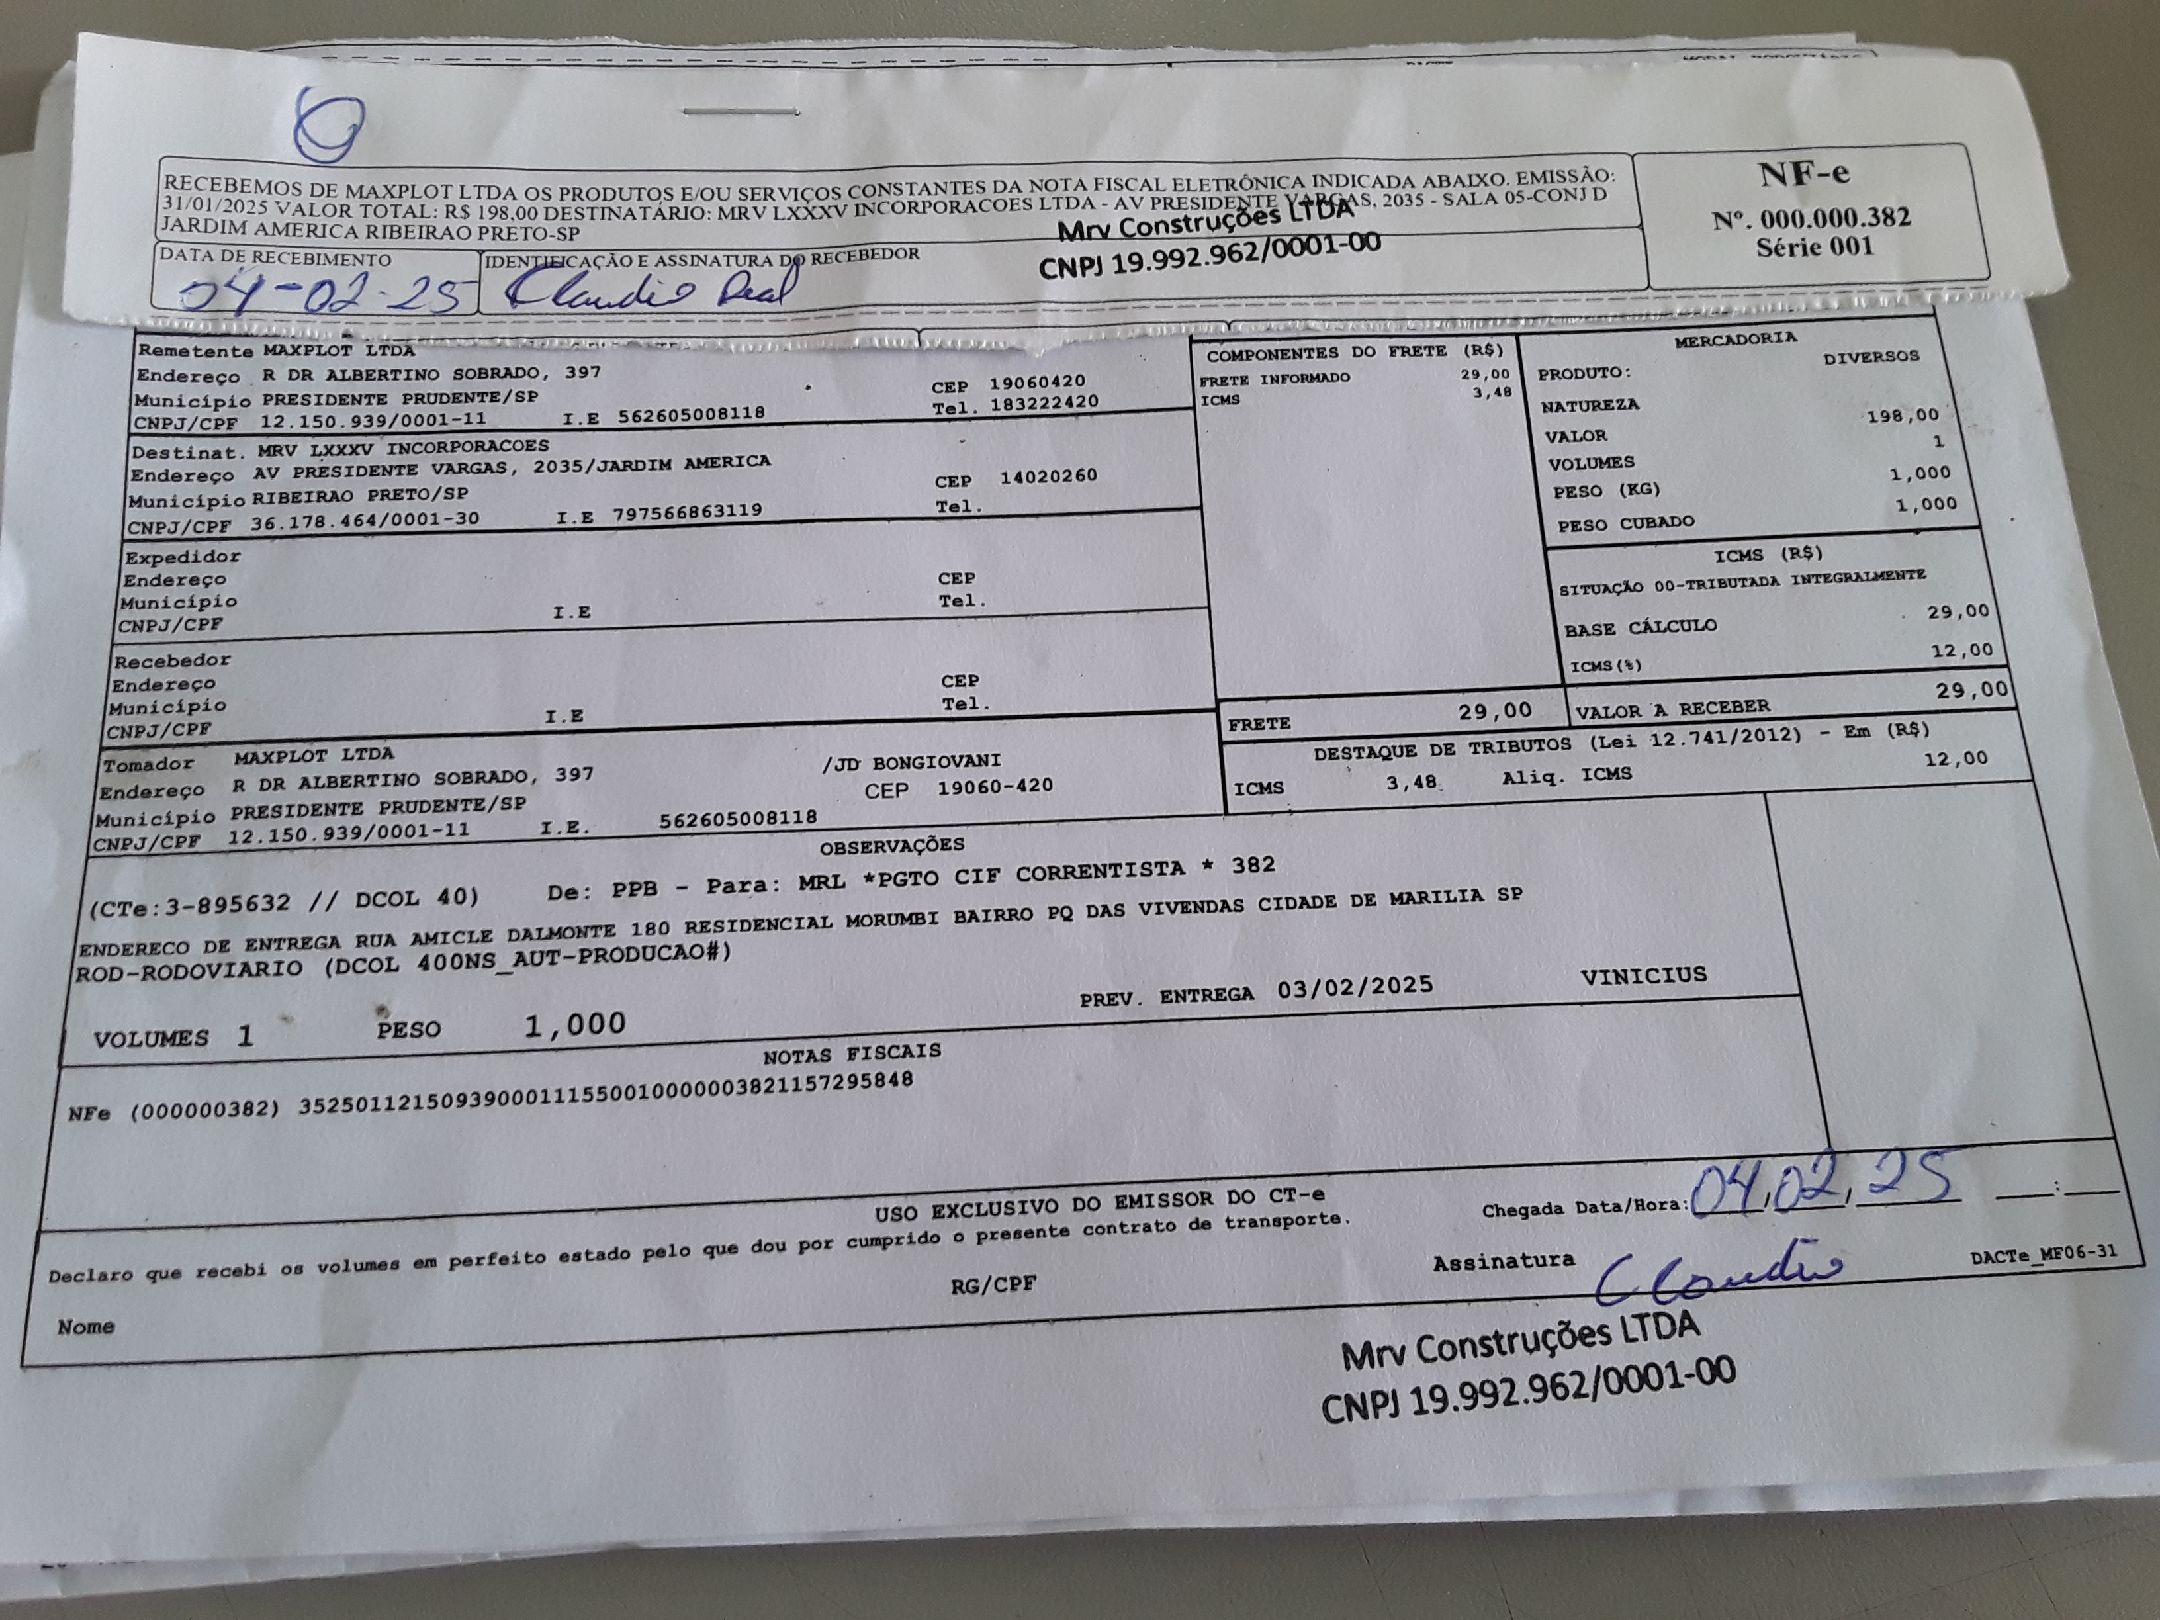 RECEBEMOS DE MAXPLOT LTDA OS PRODUTOS E/OU SERVIÇOS CONSTANTES DA NOTA FISCAL ELETRÔNICA INDICADA ABAIXO. EMISSÃO:
31/01/2025 VALOR TOTAL: R$ 198,00 DESTINATÁRIO: MRV LXXXV INCORPORACOES LTDA - AV PRESIDENTE VARGAS, 2035 - SALA 05-CONJ D
JARDIM AMERICA RIBEIRAO PRETO-SP
Mrv Construções LTDA
CNPJ 19.992.962/0001-00
NF-e
Nº. 000.000.382
Série 001
DATA DE RECEBIMENTO
04-02-25
IDENTIFICAÇÃO E ASSINATURA DO RECEBEDOR
Claudio
Remetente MAXPLOT LTDA
Endereço R DR ALBERTINO SOBRADO, 397 CEP 19060420
Município PRESIDENTE PRUDENTE/SP Tel. 183222420
CNPJ/CPF 12.150.939/0001-11 I.E 562605008118
Destinat. MRV LXXXV INCORPORACOES
Endereço AV PRESIDENTE VARGAS, 2035/JARDIM AMERICA CEP 14020260
Município RIBEIRAO PRETO/SP Tel.
CNPJ/CPF 36.178.464/0001-30 I.E 797566863119
Expedidor
Endereço CEP
Município Tel.
CNPJ/CPF I.E
Recebedor
Endereço CEP
Município Tel.
CNPJ/CPF I.E
Tomador MAXPLOT LTDA
Endereço R DR ALBERTINO SOBRADO, 397 /JD BONGIOVANI
Município PRESIDENTE PRUDENTE/SP CEP 19060-420
CNPJ/CPF 12.150.939/0001-11 I.E. 562605008118
COMPONENTES DO FRETE (R$)
FRETE INFORMADO 29,00
ICMS 3,48
MERCADORIA
PRODUTO: DIVERSOS
NATUREZA
VALOR 198,00
VOLUMES 1
PESO (KG) 1,000
PESO CUBADO 1,000
ICMS (R$)
SITUAÇÃO 00-TRIBUTADA INTEGRALMENTE
BASE CÁLCULO 29,00
ICMS(%) 12,00
FRETE 29,00 VALOR A RECEBER 29,00
DESTAQUE DE TRIBUTOS (Lei 12.741/2012) - Em (R$)
ICMS 3,48 Aliq. ICMS 12,00
OBSERVAÇÕES
(CTe:3-895632 // DCOL 40) De: PPB - Para: MRL *PGTO CIF CORRENTISTA * 382
ENDERECO DE ENTREGA RUA AMICLE DALMONTE 180 RESIDENCIAL MORUMBI BAIRRO PQ DAS VIVENDAS CIDADE DE MARILIA SP
ROD-RODOVIARIO (DCOL 400NS_AUT-PRODUCAO#)
VOLUMES 1 PESO 1,000 PREV. ENTREGA 03/02/2025 VINICIUS
NOTAS FISCAIS
NFe (000000382) 35250112150939000111550010000003821157295848
USO EXCLUSIVO DO EMISSOR DO CT-e
Declaro que recebi os volumes em perfeito estado pelo que dou por cumprido o presente contrato de transporte.
Chegada Data/Hora: 04,02,25 ___:___
Nome RG/CPF Assinatura Claudio
DACTe_MF06-31
Mrv Construções LTDA
CNPJ 19.992.962/0001-00